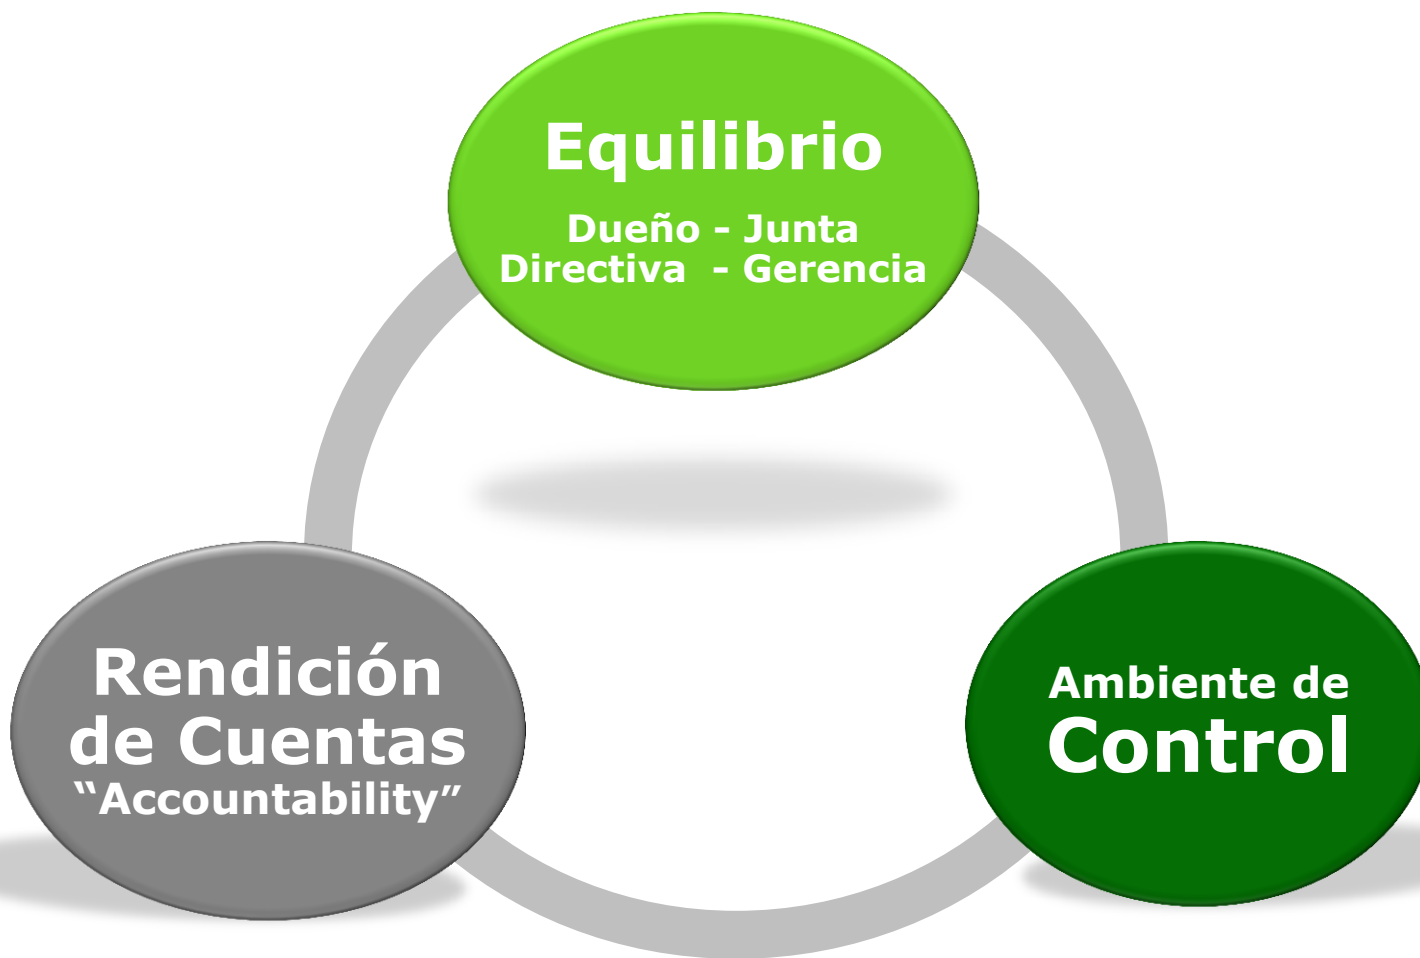 Equilibrio
Dueño - Junta
Directiva - Gerencia
Rendición
de Cuentas
“Accountability”
Ambiente de
Control